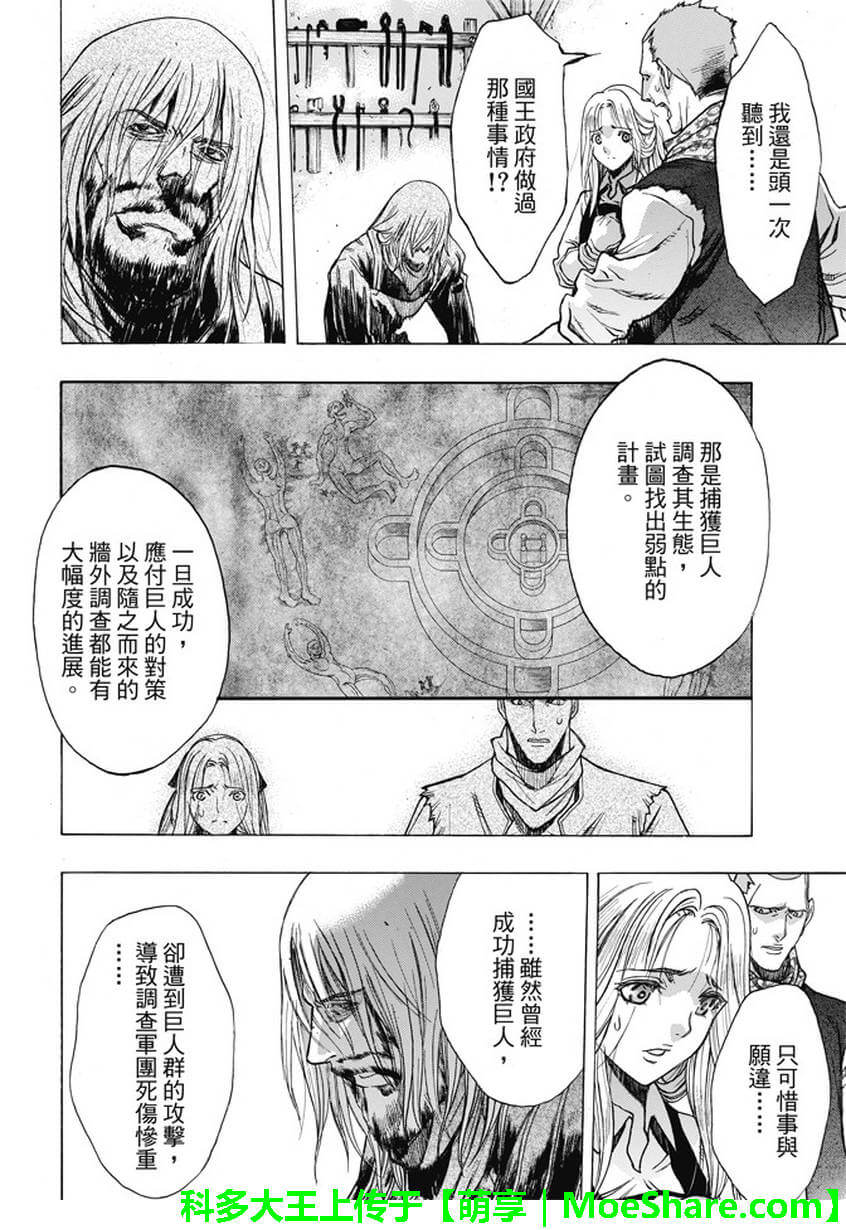 我還是頭一次
聽到……
國王政府做過
那種事情!?
那是捕獲巨人
調查其生態，
試圖找出弱點的
計畫。
一旦成功，
應付巨人的對策
以及隨之而來的
牆外調查都能有
大幅度的進展。
只可惜事與
願違……
……雖然曾經
成功捕獲巨人，
卻遭到巨人群的攻擊，
導致調查軍團死傷慘重
……
科多大王上传于【萌享｜MoeShare.com】